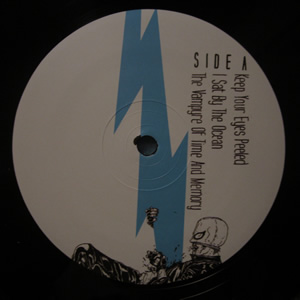 SIDE A
Keep Your Eyes Peeled
I Sat By The Ocean
The Vampyre Of Time And Memory